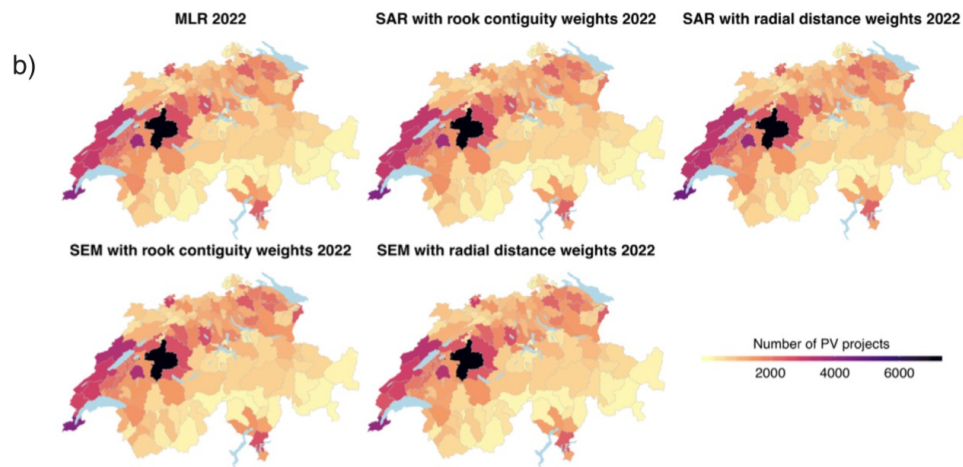 MLR 2022
SAR with rook contiguity weights 2022
SAR with radial distance weights 2022
b)
SEM with rook contiguity weights 2022
SEM with radial distance weights 2022
Number of PV projects
2000 4000 6000